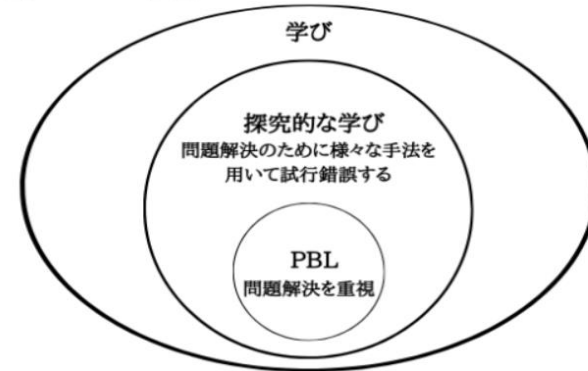 学び
探究的な学び
問題解決のために様々な手法を
用いて試行錯誤する
PBL
問題解決を重視